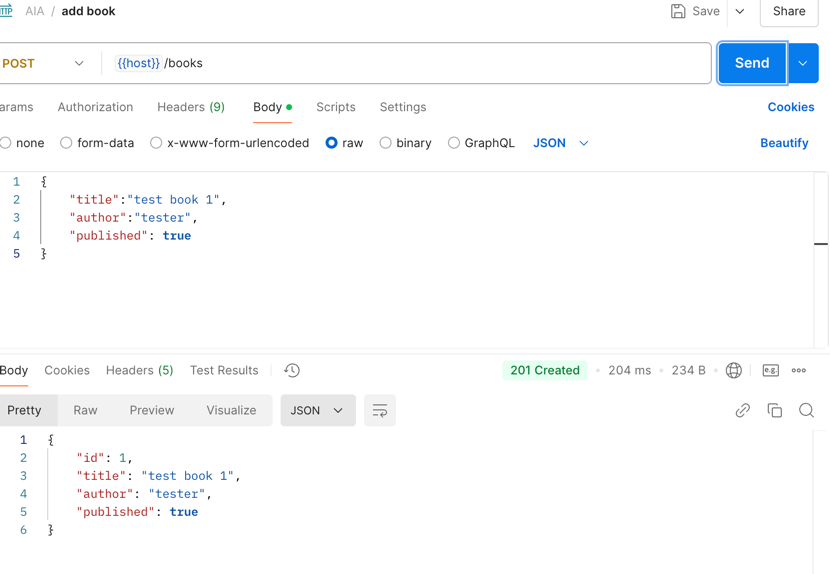 HTTP AIA / add book Save Share
POST {{host}} /books Send
arams Authorization Headers (9) Body Scripts Settings Cookies
none form-data x-www-form-urlencoded raw binary GraphQL JSON Beautify
1 {
2 "title":"test book 1",
3 "author":"tester",
4 "published": true
5 }
Body Cookies Headers (5) Test Results 201 Created 204 ms 234 B e.g.
Pretty Raw Preview Visualize JSON
1 {
2 "id": 1,
3 "title": "test book 1",
4 "author": "tester",
5 "published": true
6 }